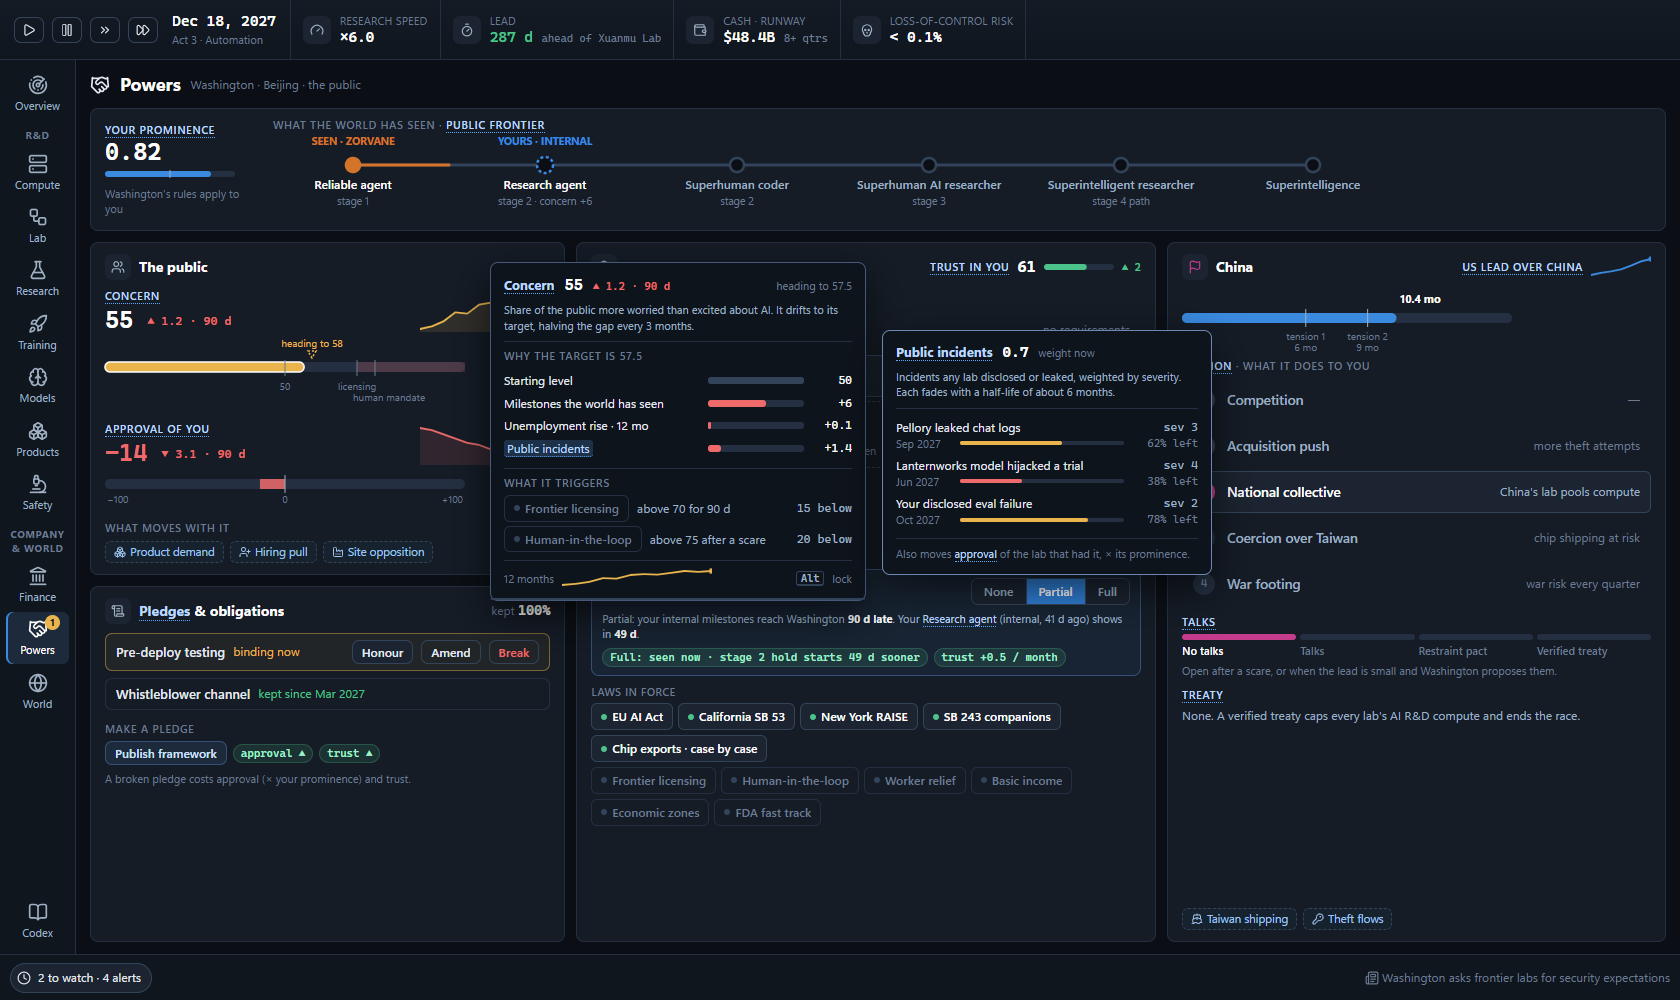 Dec 18, 2027
Act 3 · Automation
RESEARCH SPEED
×6.0
LEAD
287 d ahead of Xuanmu Lab
CASH · RUNWAY
$48.4B 8+ qtrs
LOSS-OF-CONTROL RISK
< 0.1%
Overview
R&D
Compute
Lab
Research
Training
Models
Products
Safety
COMPANY
& WORLD
Finance
1
Powers
World
Codex
Powers Washington · Beijing · the public
YOUR PROMINENCE
0.82
Washington's rules apply to
you
WHAT THE WORLD HAS SEEN · PUBLIC FRONTIER
SEEN · ZORVANE
YOURS · INTERNAL
Reliable agent
stage 1
Research agent
stage 2 · concern +6
Superhuman coder
stage 2
Superhuman AI researcher
stage 3
Superintelligent researcher
stage 4 path
Superintelligence
The public
CONCERN
55 ▲ 1.2 · 90 d
heading to 58
50
licensing
human mandate
APPROVAL OF YOU
−14 ▼ 3.1 · 90 d
−100
0
+100
WHAT MOVES WITH IT
Product demand
Hiring pull
Site opposition
Pledges & obligations
kept 100%
Pre-deploy testing binding now
Honour
Amend
Break
Whistleblower channel kept since Mar 2027
MAKE A PLEDGE
Publish framework
approval ▲
trust ▲
A broken pledge costs approval (× your prominence) and trust.
Concern 55 ▲ 1.2 · 90 d
heading to 57.5
Share of the public more worried than excited about AI. It drifts to its
target, halving the gap every 3 months.
WHY THE TARGET IS 57.5
Starting level 50
Milestones the world has seen +6
Unemployment rise · 12 mo +0.1
Public incidents +1.4
WHAT IT TRIGGERS
Frontier licensing above 70 for 90 d 15 below
Human-in-the-loop above 75 after a scare 20 below
12 months
Alt lock
TRUST IN YOU 61 ▲ 2
Public incidents 0.7 weight now
Incidents any lab disclosed or leaked, weighted by severity.
Each fades with a half-life of about 6 months.
Pellory leaked chat logs sev 3
Sep 2027 62% left
Lanternworks model hijacked a trial sev 4
Jun 2027 38% left
Your disclosed eval failure sev 2
Oct 2027 78% left
Also moves approval of the lab that had it, × its prominence.
None
Partial
Full
Partial: your internal milestones reach Washington 90 d late. Your Research agent (internal, 41 d ago) shows
in 49 d.
Full: seen now · stage 2 hold starts 49 d sooner
trust +0.5 / month
LAWS IN FORCE
EU AI Act
California SB 53
New York RAISE
SB 243 companions
Chip exports · case by case
Frontier licensing
Human-in-the-loop
Worker relief
Basic income
Economic zones
FDA fast track
China
US LEAD OVER CHINA
10.4 mo
tension 1
6 mo
tension 2
9 mo
· WHAT IT DOES TO YOU
Competition —
Acquisition push more theft attempts
National collective China's lab pools compute
Coercion over Taiwan chip shipping at risk
4 War footing war risk every quarter
TALKS
No talks
Talks
Restraint pact
Verified treaty
Open after a scare, or when the lead is small and Washington proposes them.
TREATY
None. A verified treaty caps every lab's AI R&D compute and ends the race.
Taiwan shipping
Theft flows
2 to watch · 4 alerts
Washington asks frontier labs for security expectations